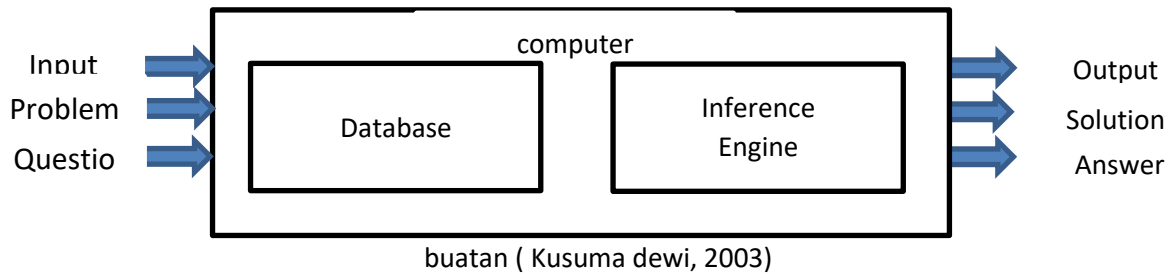 computer
Input
Problem
Questio
Database
Inference
Engine
Output
Solution
Answer
buatan ( Kusuma dewi, 2003)